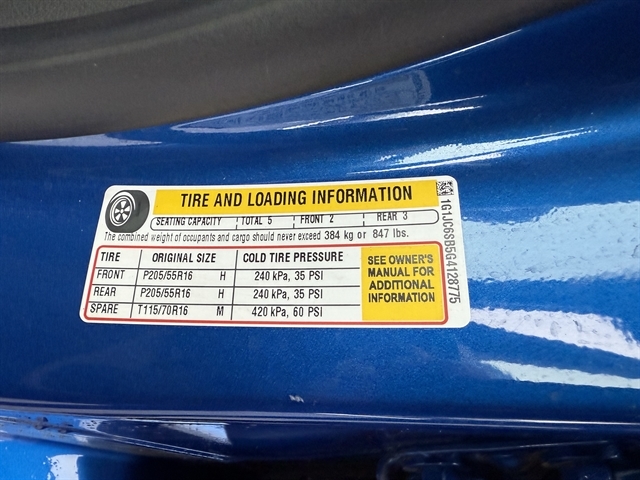 TIRE AND LOADING INFORMATION
SEATING CAPACITY TOTAL 5 FRONT 2 REAR 3
The combined weight of occupants and cargo should never exceed 384 kg or 847 lbs.
TIRE ORIGINAL SIZE COLD TIRE PRESSURE
FRONT P205/55R16 H 240 kPa, 35 PSI
REAR P205/55R16 H 240 kPa, 35 PSI
SPARE T115/70R16 M 420 kPa, 60 PSI
SEE OWNER'S
MANUAL FOR
ADDITIONAL
INFORMATION
1G1JC6SB5G4128775